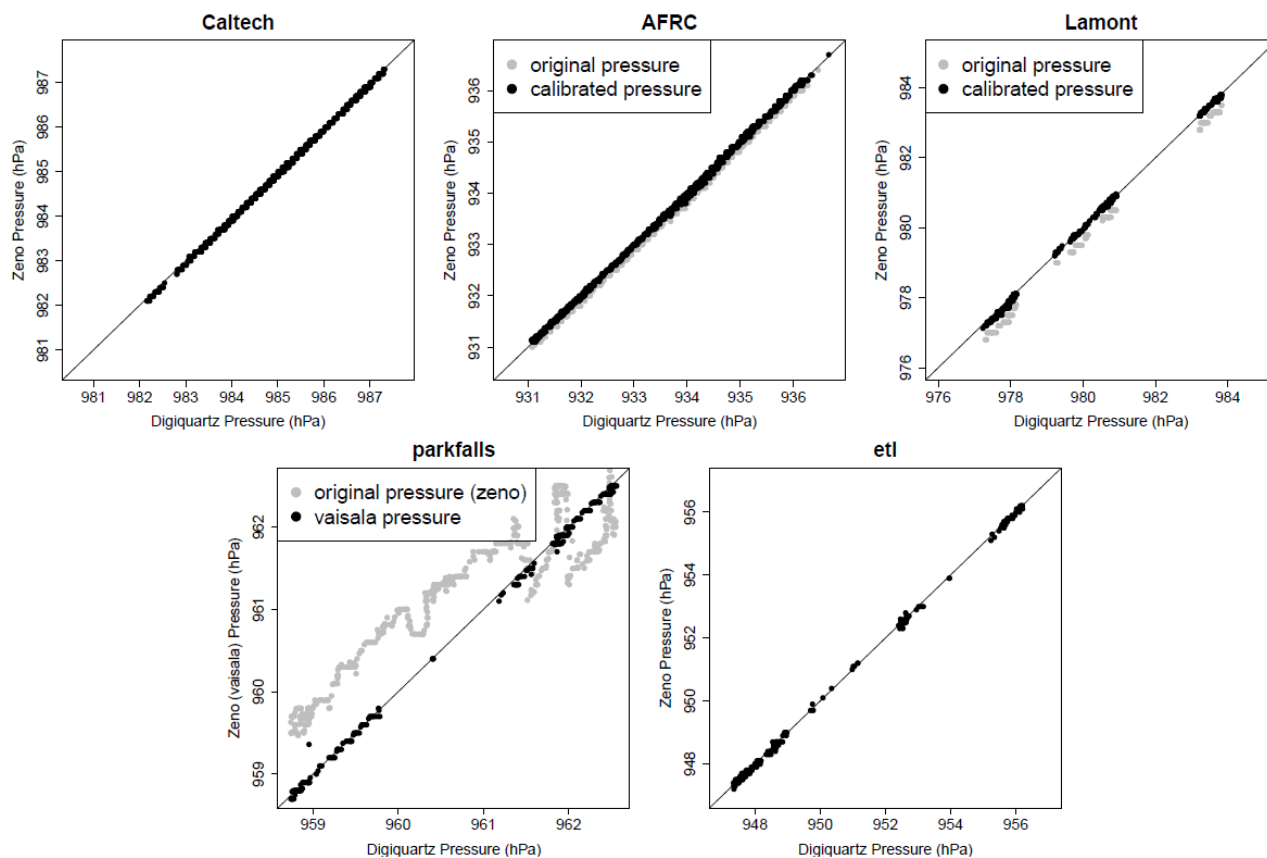 Caltech
Zeno Pressure (hPa)
981 982 983 984 985 986 987
981 982 983 984 985 986 987
Digiquartz Pressure (hPa)
AFRC
original pressure
calibrated pressure
Zeno Pressure (hPa)
931 932 933 934 935 936
931 932 933 934 935 936
Digiquartz Pressure (hPa)
Lamont
original pressure
calibrated pressure
Zeno Pressure (hPa)
976 978 980 982 984
976 978 980 982 984
Digiquartz Pressure (hPa)
parkfalls
original pressure (zeno)
vaisala pressure
Zeno (vaisala) Pressure (hPa)
959 960 961 962
959 960 961 962
Digiquartz Pressure (hPa)
etl
Zeno Pressure (hPa)
948 950 952 954 956
948 950 952 954 956
Digiquartz Pressure (hPa)